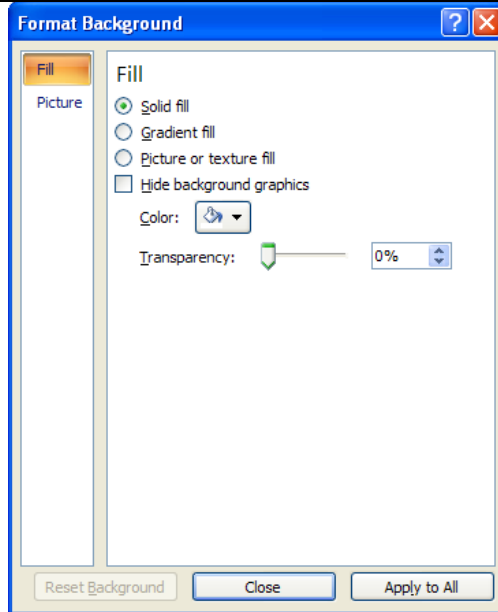 Format Background
Fill
Picture
Fill
Solid fill
Gradient fill
Picture or texture fill
Hide background graphics
Color:
Transparency: 0%
Reset Background Close Apply to All